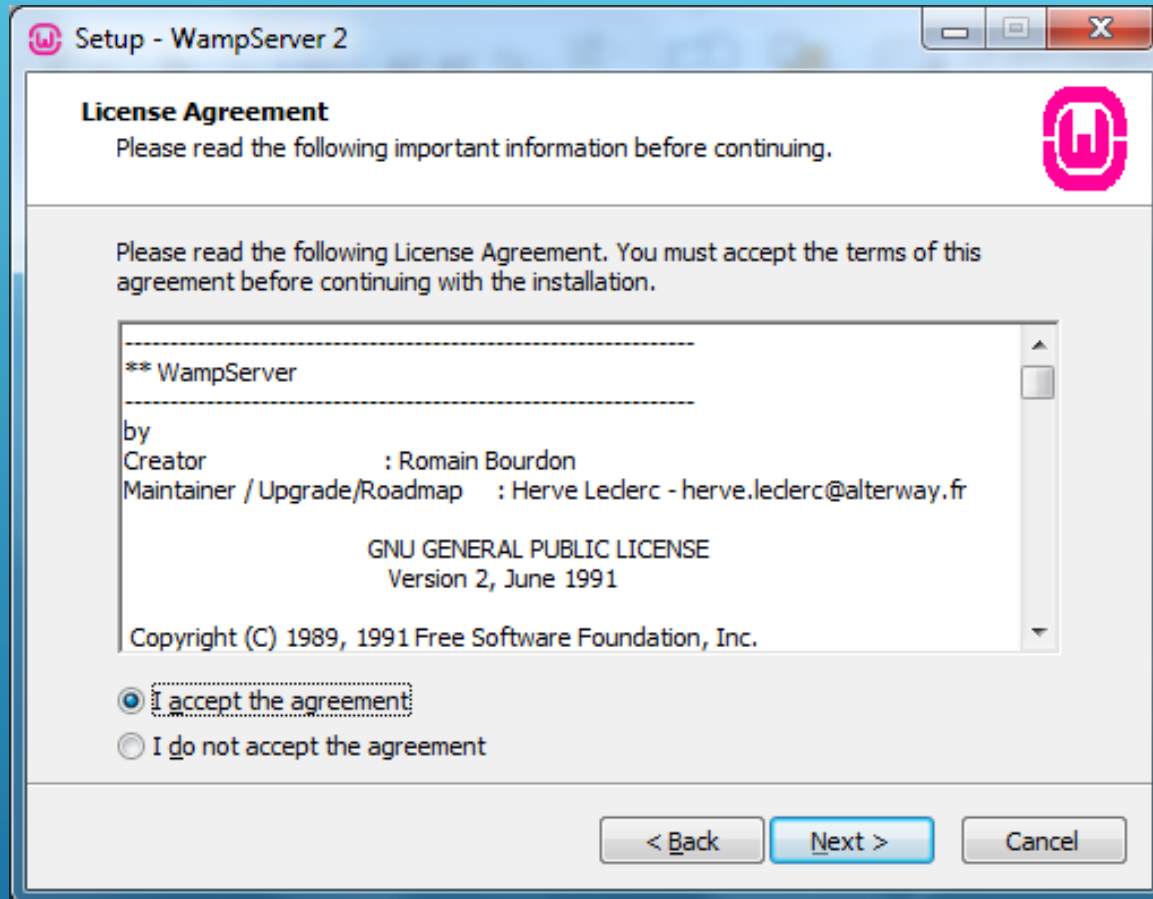 Setup - WampServer 2
License Agreement
Please read the following important information before continuing.
Please read the following License Agreement. You must accept the terms of this
agreement before continuing with the installation.
---------------------------------------------------------------
** WampServer
---------------------------------------------------------------
by
Creator : Romain Bourdon
Maintainer / Upgrade/Roadmap : Herve Leclerc - herve.leclerc@alterway.fr
GNU GENERAL PUBLIC LICENSE
Version 2, June 1991
Copyright (C) 1989, 1991 Free Software Foundation, Inc.
I accept the agreement
I do not accept the agreement
< Back Next > Cancel